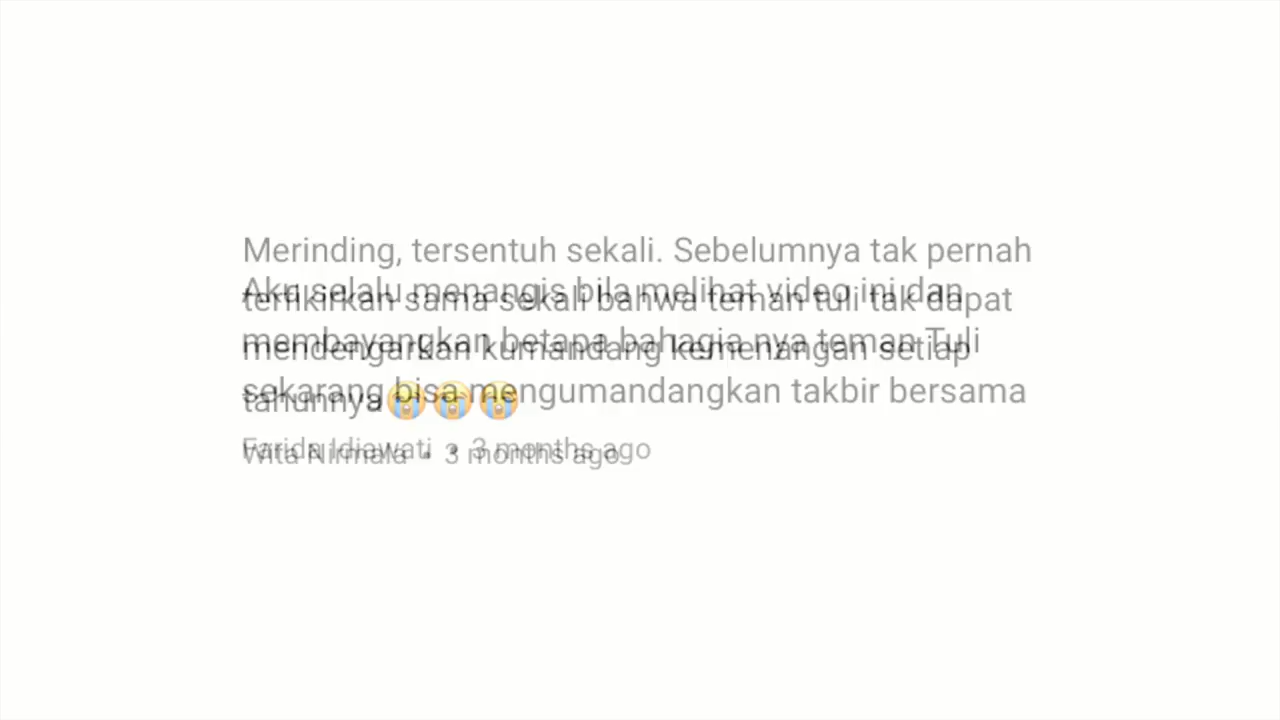 Merinding, tersentuh sekali. Sebelumnya tak pernah
terfikirkan sama sekali bahwa teman tuli tak dapat
mendengarkan kumandang kemenangan setiap
tahunnya😭😭😭
Wita Nirmala • 3 months ago
Aku selalu menangis bila melihat video ini dan
membayangkan betapa bahagia nya teman Tuli
sekarang bisa mengumandangkan takbir bersama
Farida Idiawati • 3 months ago